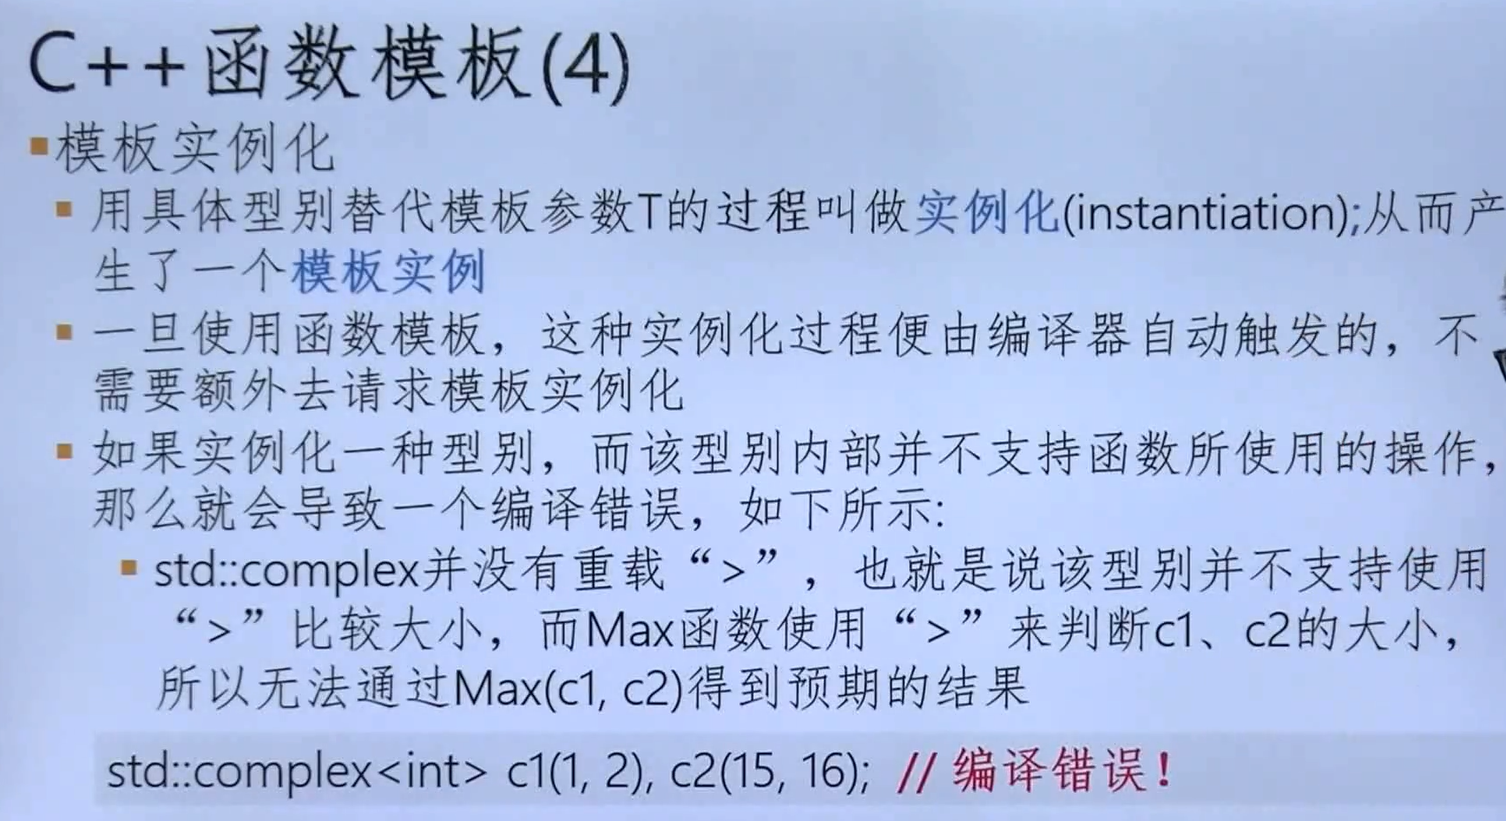 C++函数模板(4)
▪模板实例化
▪用具体型别替代模板参数T的过程叫做实例化(instantiation);从而产
生了一个模板实例
▪一旦使用函数模板，这种实例化过程便由编译器自动触发的，不
需要额外去请求模板实例化
▪如果实例化一种型别，而该型别内部并不支持函数所使用的操作，
那么就会导致一个编译错误，如下所示:
▪std::complex并没有重载“>”，也就是说该型别并不支持使用
“>”比较大小，而Max函数使用“>”来判断c1、c2的大小，
所以无法通过Max(c1, c2)得到预期的结果
std::complex<int> c1(1, 2), c2(15, 16); // 编译错误！